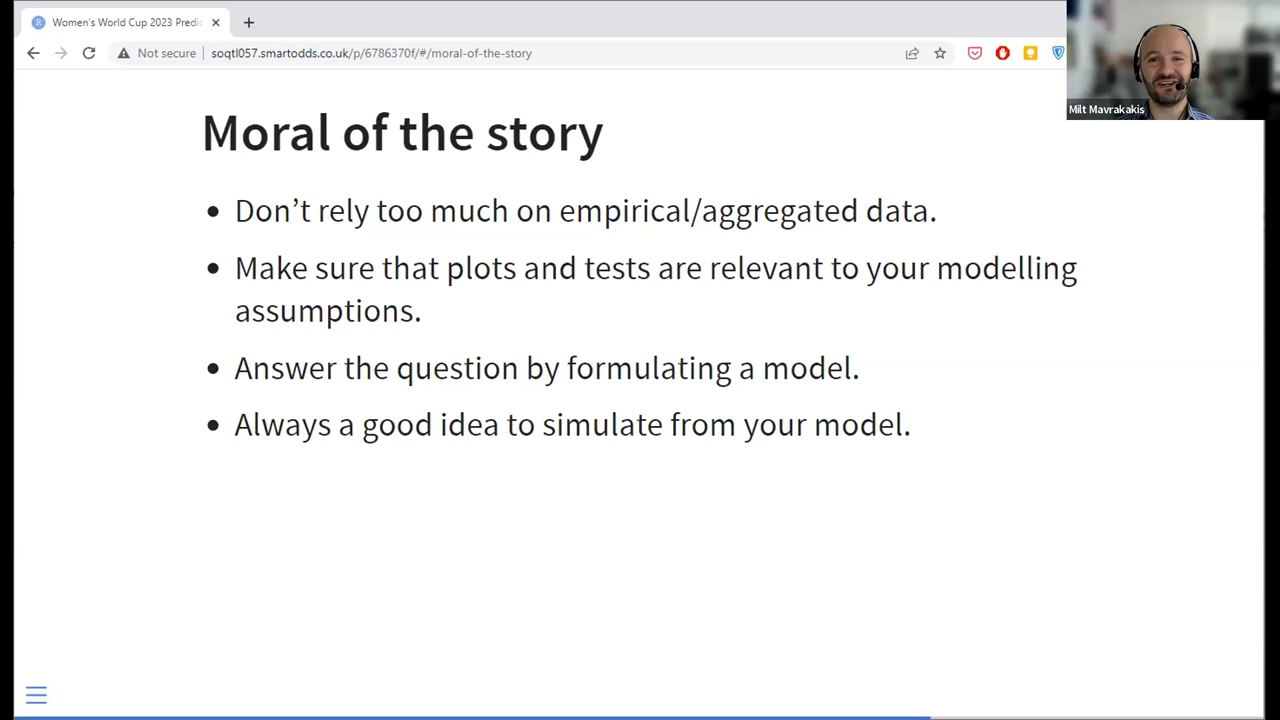 Women's World Cup 2023 Predic
Not secure
soqtl057.smartodds.co.uk/p/6786370f/#/moral-of-the-story
Milt Mavrakakis
Moral of the story
• Don’t rely too much on empirical/aggregated data.
• Make sure that plots and tests are relevant to your modelling
assumptions.
• Answer the question by formulating a model.
• Always a good idea to simulate from your model.